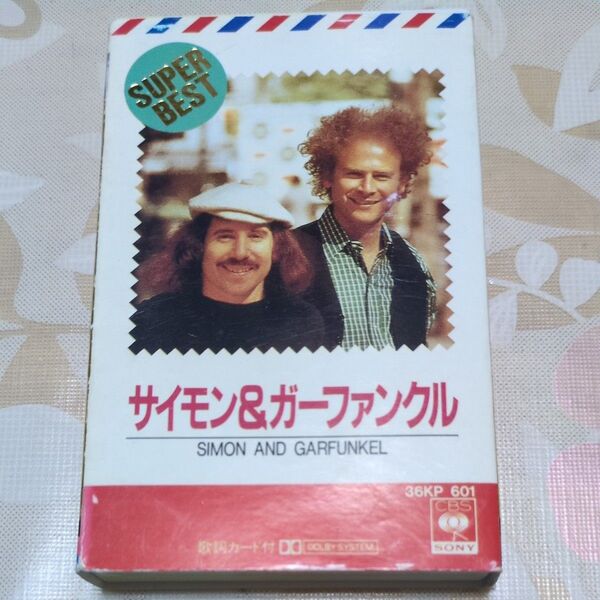 SUPER
BEST
サイモン&ガーファンクル
SIMON AND GARFUNKEL
36KP 601
CBS
SONY
歌詞カード付 DOLBY SYSTEM